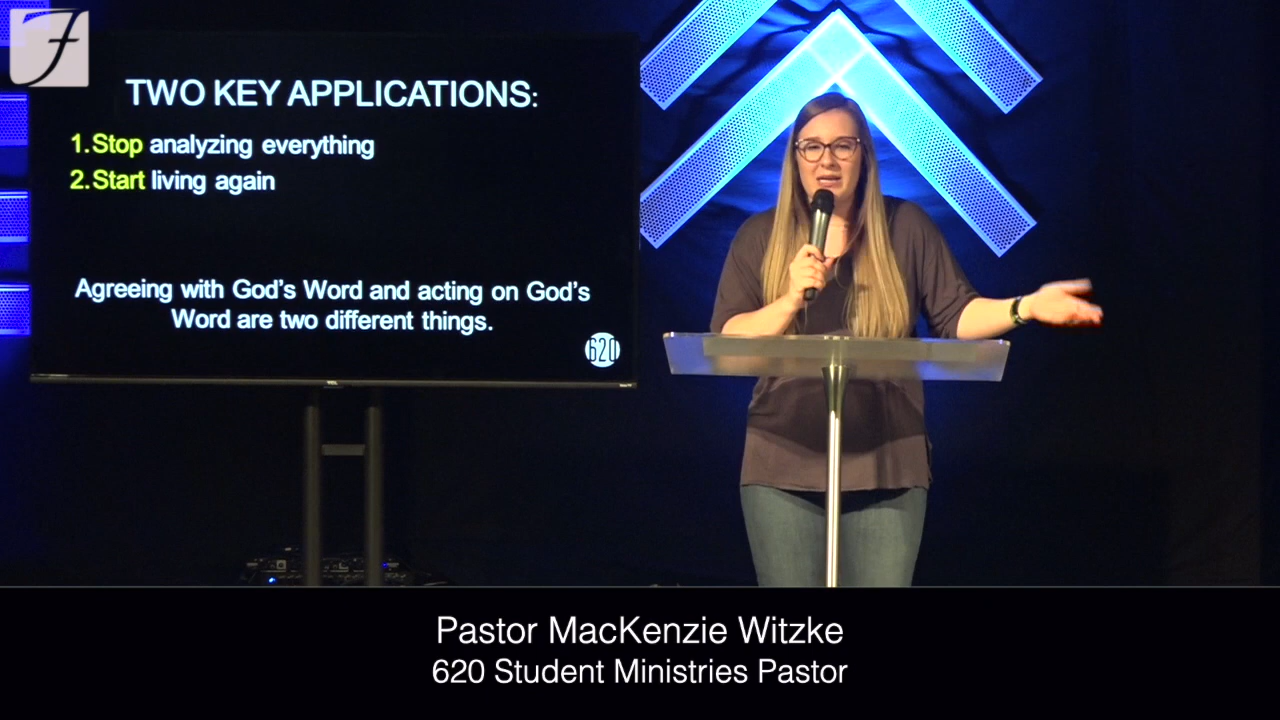 f
TWO KEY APPLICATIONS:
1. Stop analyzing everything
2. Start living again
Agreeing with God's Word and acting on God's
Word are two different things.
620
TCL
Pastor MacKenzie Witzke
620 Student Ministries Pastor